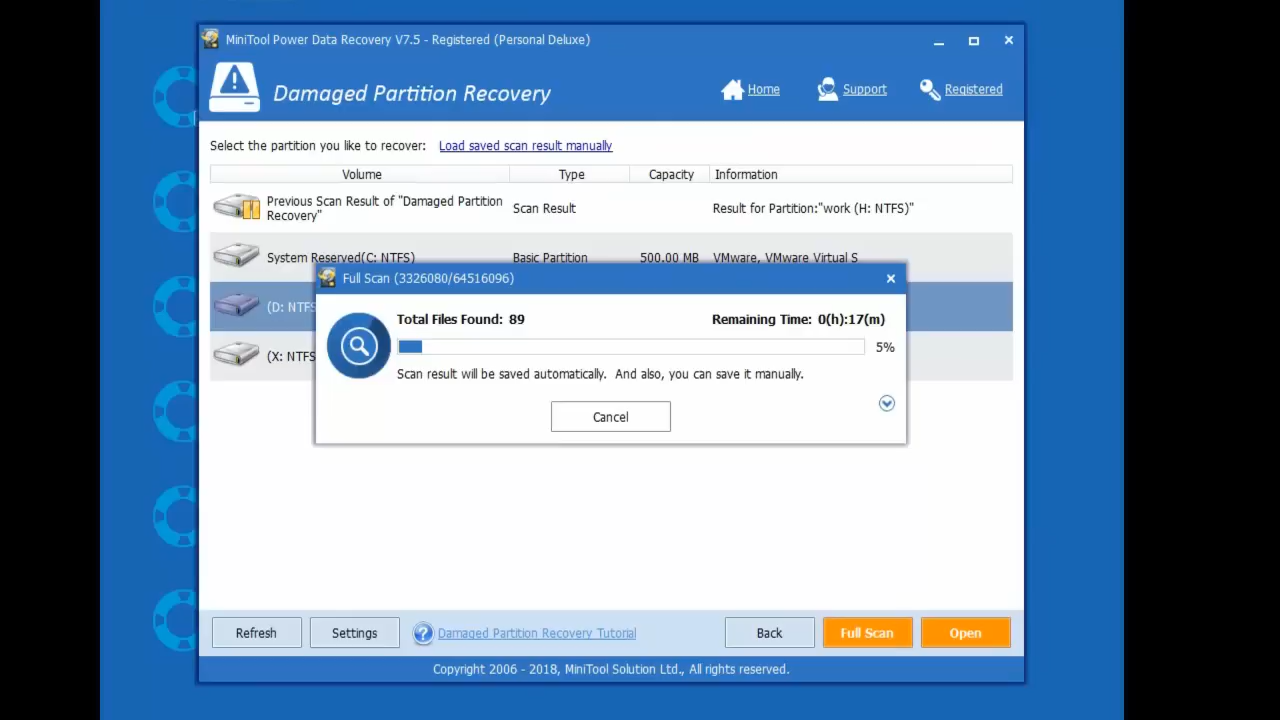 MiniTool Power Data Recovery V7.5 - Registered (Personal Deluxe)
Damaged Partition Recovery
Home
Support
Registered
Select the partition you like to recover: Load saved scan result manually
Volume Type Capacity Information
Previous Scan Result of "Damaged Partition
Recovery" Scan Result Result for Partition:"work (H: NTFS)"
System Reserved(C: NTFS) Basic Partition 500.00 MB VMware, VMware Virtual S
Full Scan (3326080/64516096)
(D: NTFS
Total Files Found: 89 Remaining Time: 0(h):17(m)
5%
(X: NTFS
Scan result will be saved automatically. And also, you can save it manually.
Cancel
Refresh Settings Damaged Partition Recovery Tutorial Back Full Scan Open
Copyright 2006 - 2018, MiniTool Solution Ltd., All rights reserved.